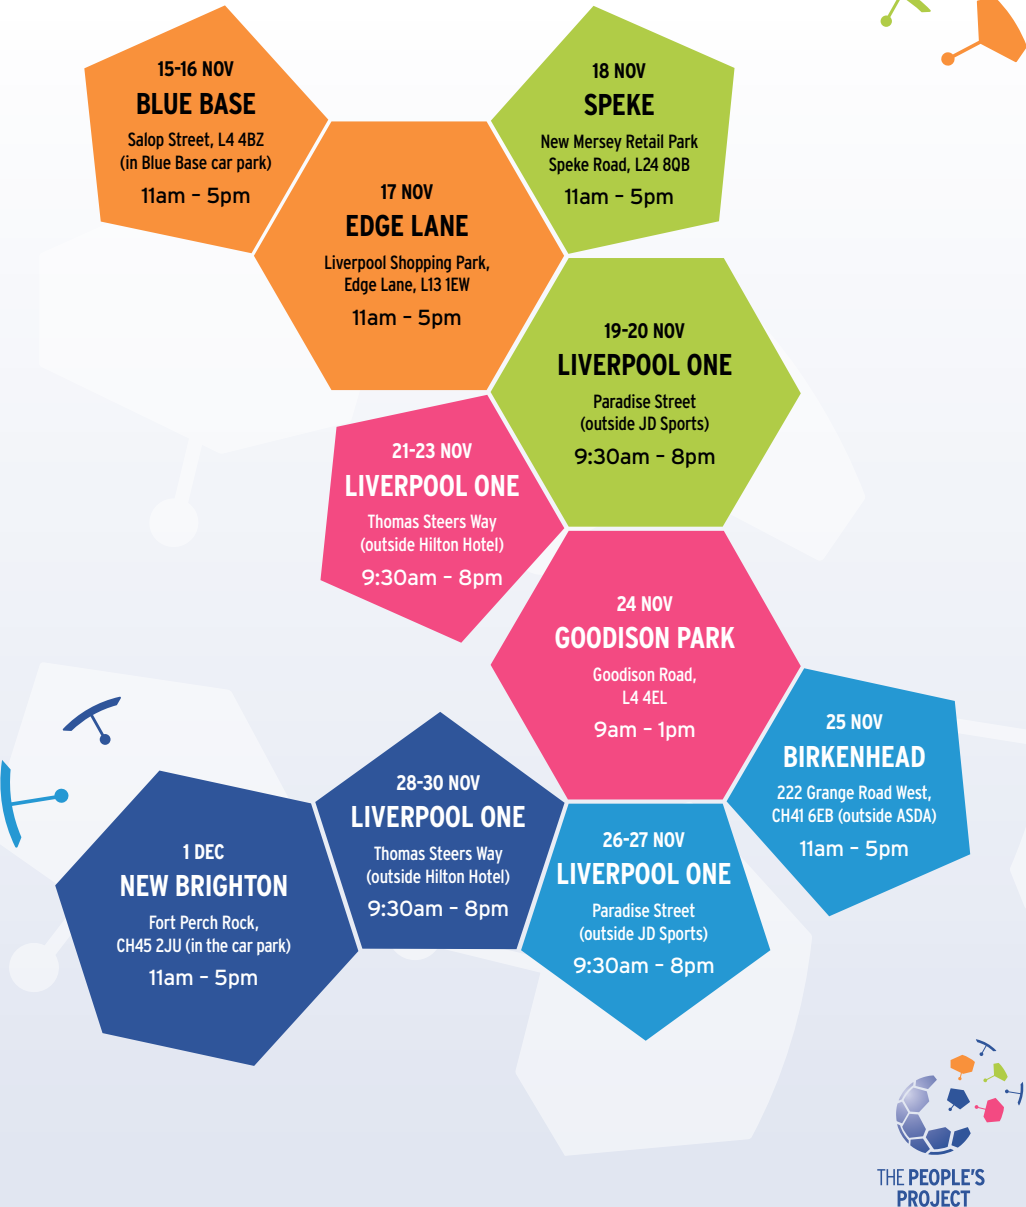 15-16 NOV
BLUE BASE
Salop Street, L4 4BZ
(in Blue Base car park)
11am – 5pm
17 NOV
EDGE LANE
Liverpool Shopping Park,
Edge Lane, L13 1EW
11am – 5pm
18 NOV
SPEKE
New Mersey Retail Park
Speke Road, L24 8QB
11am – 5pm
19-20 NOV
LIVERPOOL ONE
Paradise Street
(outside JD Sports)
9:30am – 8pm
21-23 NOV
LIVERPOOL ONE
Thomas Steers Way
(outside Hilton Hotel)
9:30am – 8pm
24 NOV
GOODISON PARK
Goodison Road,
L4 4EL
9am – 1pm
25 NOV
BIRKENHEAD
222 Grange Road West,
CH41 6EB (outside ASDA)
11am – 5pm
26-27 NOV
LIVERPOOL ONE
Paradise Street
(outside JD Sports)
9:30am – 8pm
28-30 NOV
LIVERPOOL ONE
Thomas Steers Way
(outside Hilton Hotel)
9:30am – 8pm
1 DEC
NEW BRIGHTON
Fort Perch Rock,
CH45 2JU (in the car park)
11am – 5pm
THE PEOPLE'S
PROJECT